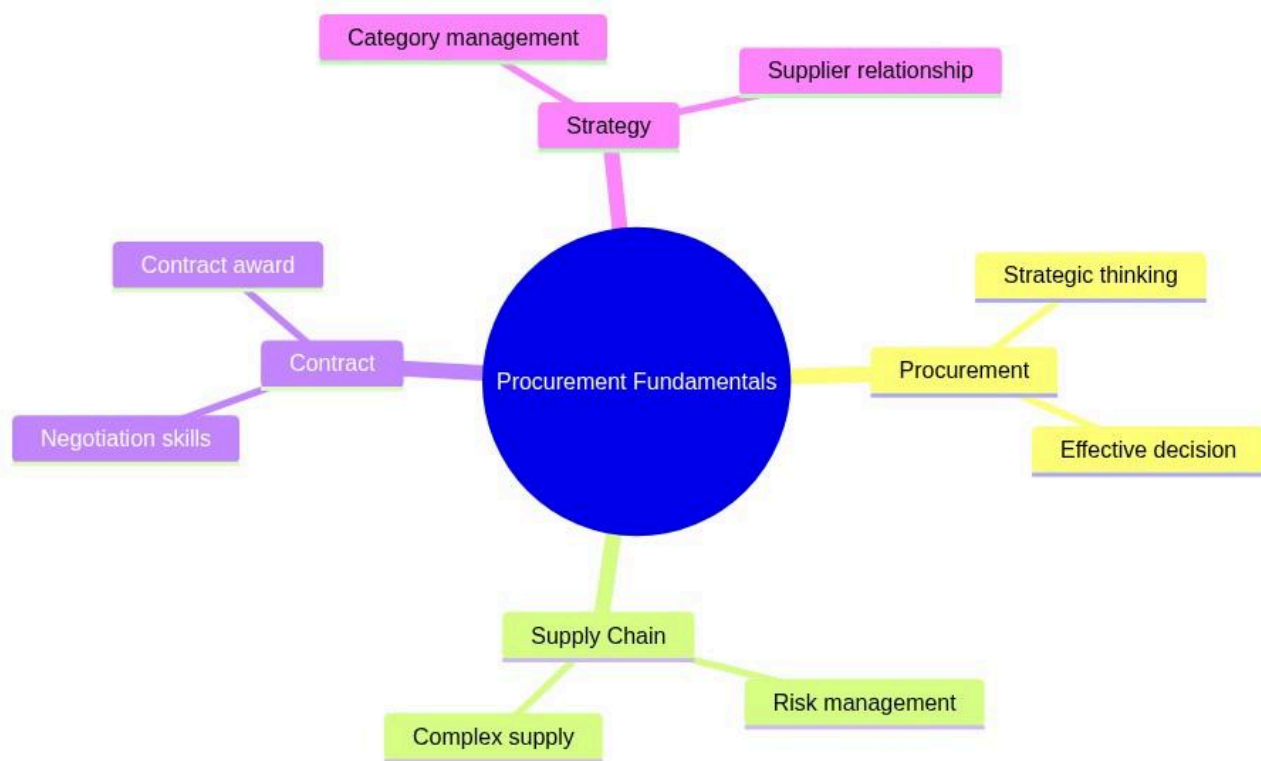 Category management
Supplier relationship
Strategy
Contract award
Strategic thinking
Contract
Procurement Fundamentals
Procurement
Negotiation skills
Effective decision
Supply Chain
Risk management
Complex supply